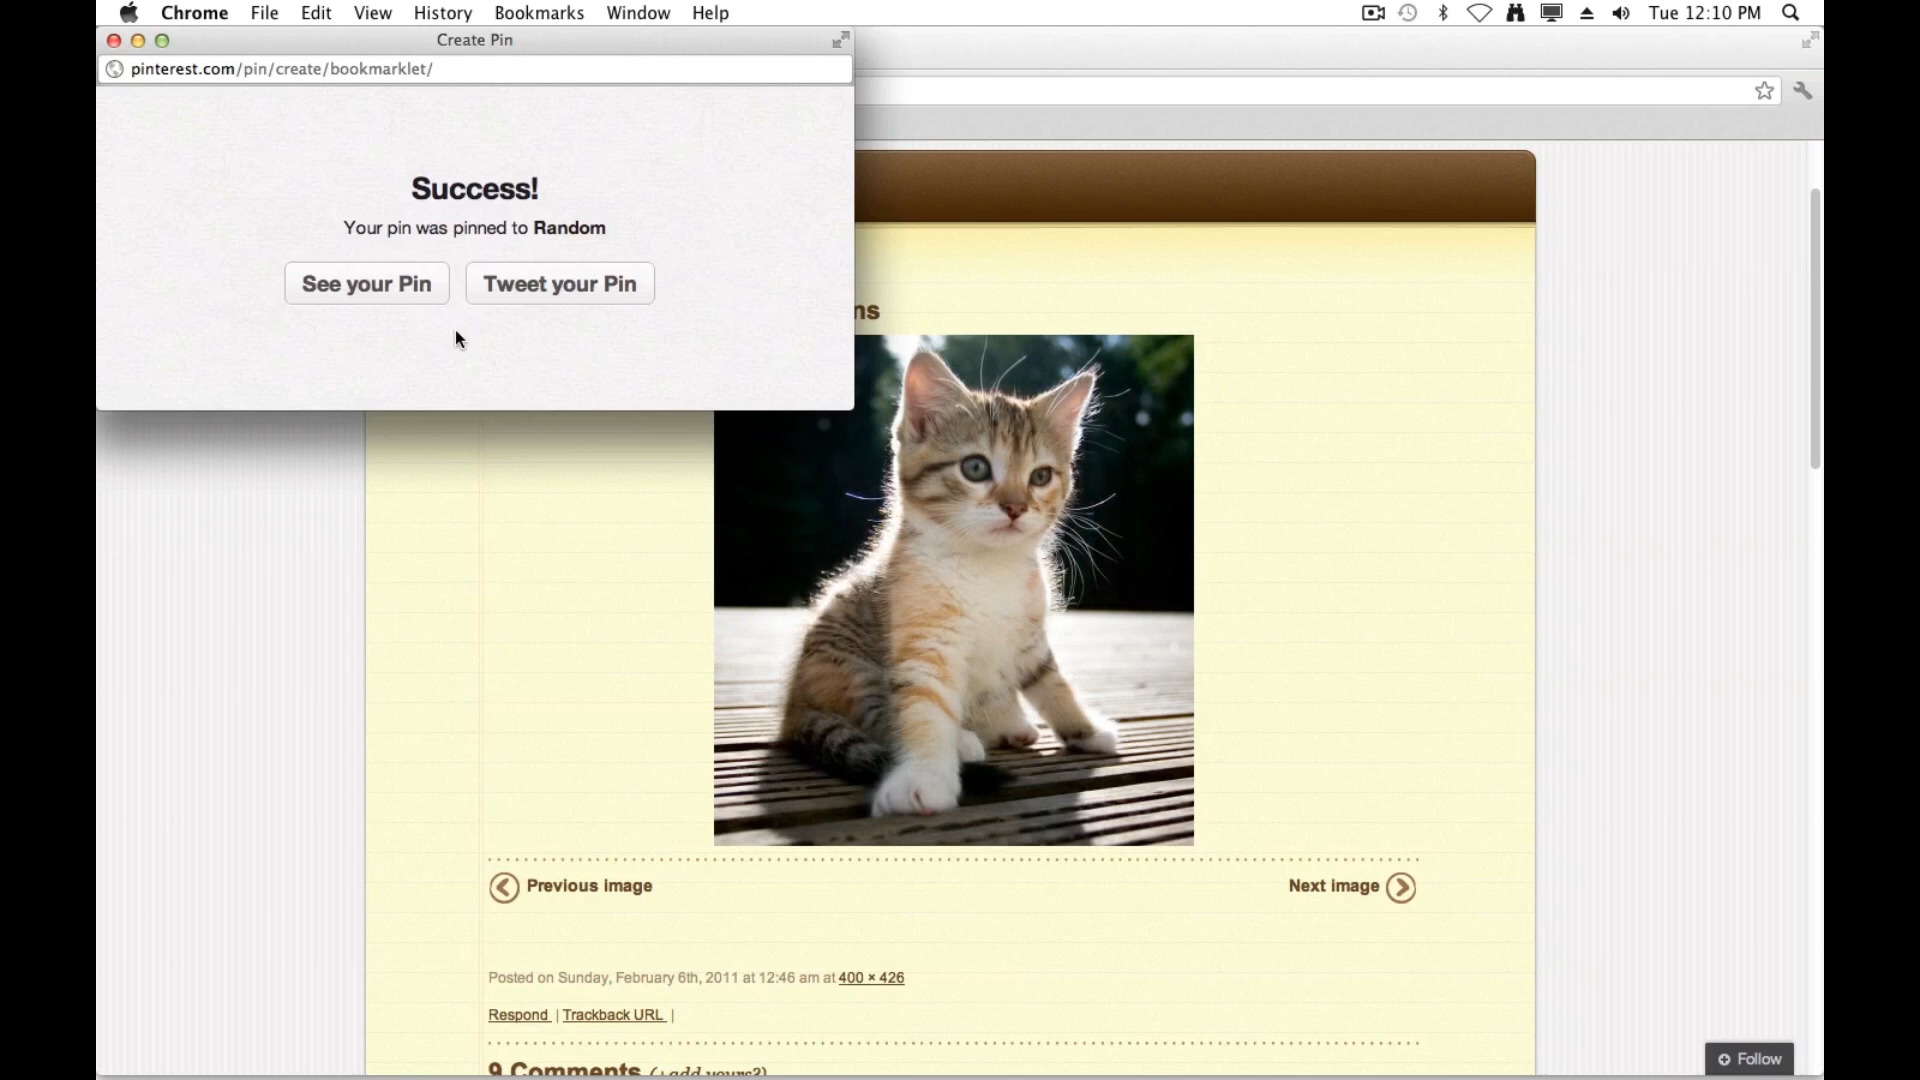 Chrome File Edit View History Bookmarks Window Help Tue 12:10 PM
Create Pin
pinterest.com/pin/create/bookmarklet/
Success!
Your pin was pinned to Random
See your Pin Tweet your Pin
ns
Previous image Next image
Posted on Sunday, February 6th, 2011 at 12:46 am at 400 × 426
Respond | Trackback URL |
9 Comments (+add yours?)
Follow